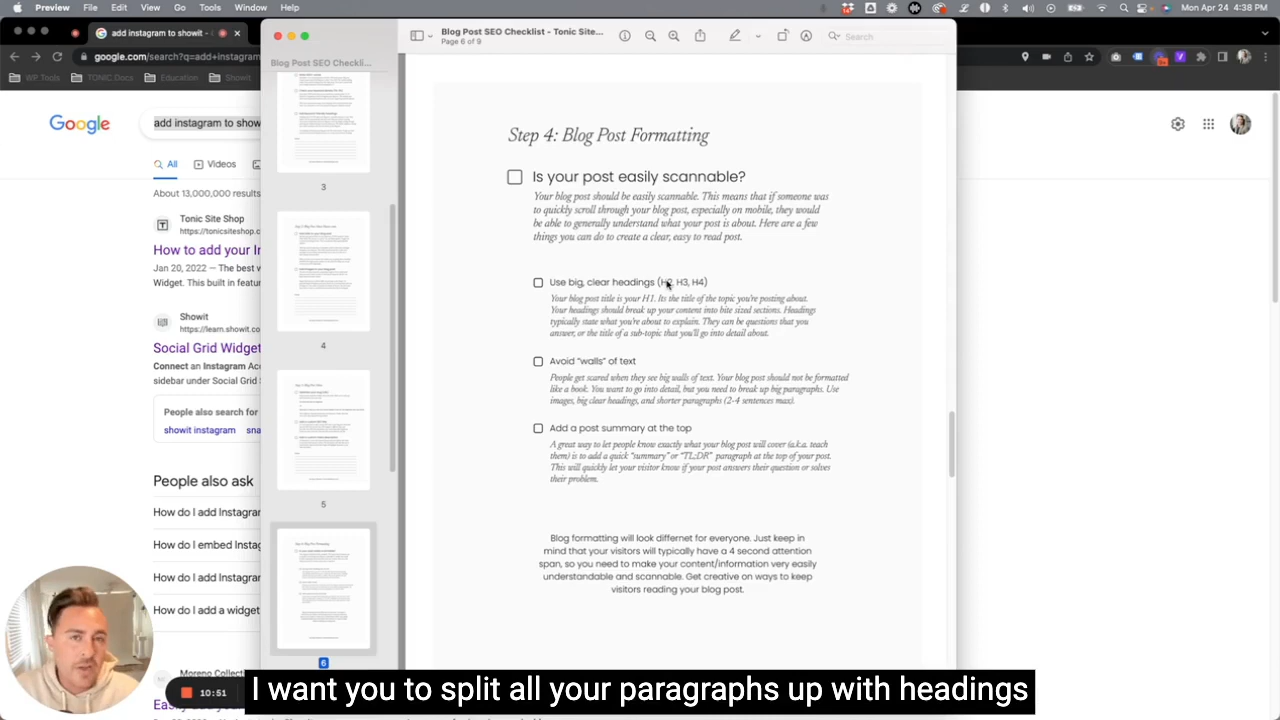 Preview
File
Edit
View
Go
Tools
Window
Help
Mon Apr 24 4:38 PM
add instagram to showit -
google.com/search?q=add+instagram
WP Tools
TONIC Docs
Education
Showit
Google
add instagram to show
All
Videos
About 13,000,000 results
Tonic Site Shop
https://tonicsiteshop.c
How to add your In
Jan 20, 2022 — The best w
Widget. This built in featur
Showit
https://learn.showit.co
Social Grid Widget
Connect an Instagram Acc
sidebar under Social Grid S
People also search for
showit instagram
sna
People also ask
How do I add Instagram
How do I embed Instag
How do I add Instagram
How do I add a widget
Moreno Collecti
Blog Post SEO Checklist - Tonic Site...
Page 6 of 9
Search
Blog Post SEO Checkli...
3
4
5
6
Step 4: Blog Post Formatting
Is your post easily scannable?
Your blog post should be easily scannable. This means that if someone was
to quickly scroll through your blog post, especially on mobile, they would
be able to generally understand what your post is about. Here are a few
things you can do to create a clear, easy to read post.
Use big, clear headings (H2, H3, H4)
Your blog post title is your H1. Its the title of the topic you're posting about.
Your headings should break up your content into bite sized sections. Headings
typically state what you're about to explain. They can be questions that you
answer, or the title of a sub-topic that you'll go into detail about.
Avoid "walls" of text
People get scared when they see big walls of text. Your blog post should not be formatted
like a book. You want to go into detail, but you need to break up big paragraphs. Use
images, big clear headings, and shorter paragraphs (2-4 sentences max).
Add a post summary at the top
A great way to let people know exactly what your blog post will cover (a.k.a. teach
them) is to add a quick "summary" or "TL;DR" paragraph at the top of your post.
This will quickly let your visitor know if your post answers their question or solves
their problem.
Blog formatting will look differnet for everyone. Just keep in
mind that your visitors will typically have a 4 second attention
span, so you need to make your content/information very easily
understandable and scannable. Get creative on ways to keep
visitors reading your blog post.
10:51
I want you to split all your paragraphs up with headings